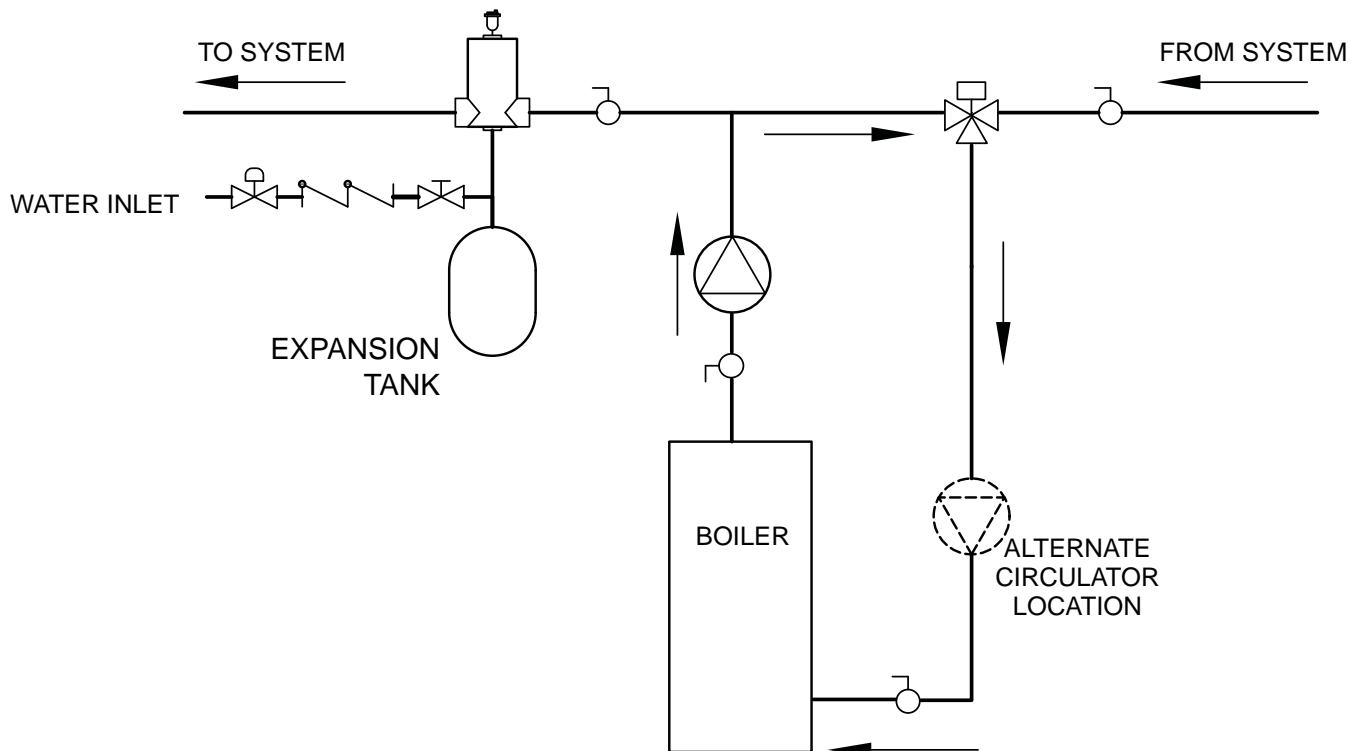 TO SYSTEM
FROM SYSTEM
WATER INLET
EXPANSION
TANK
BOILER
ALTERNATE
CIRCULATOR
LOCATION